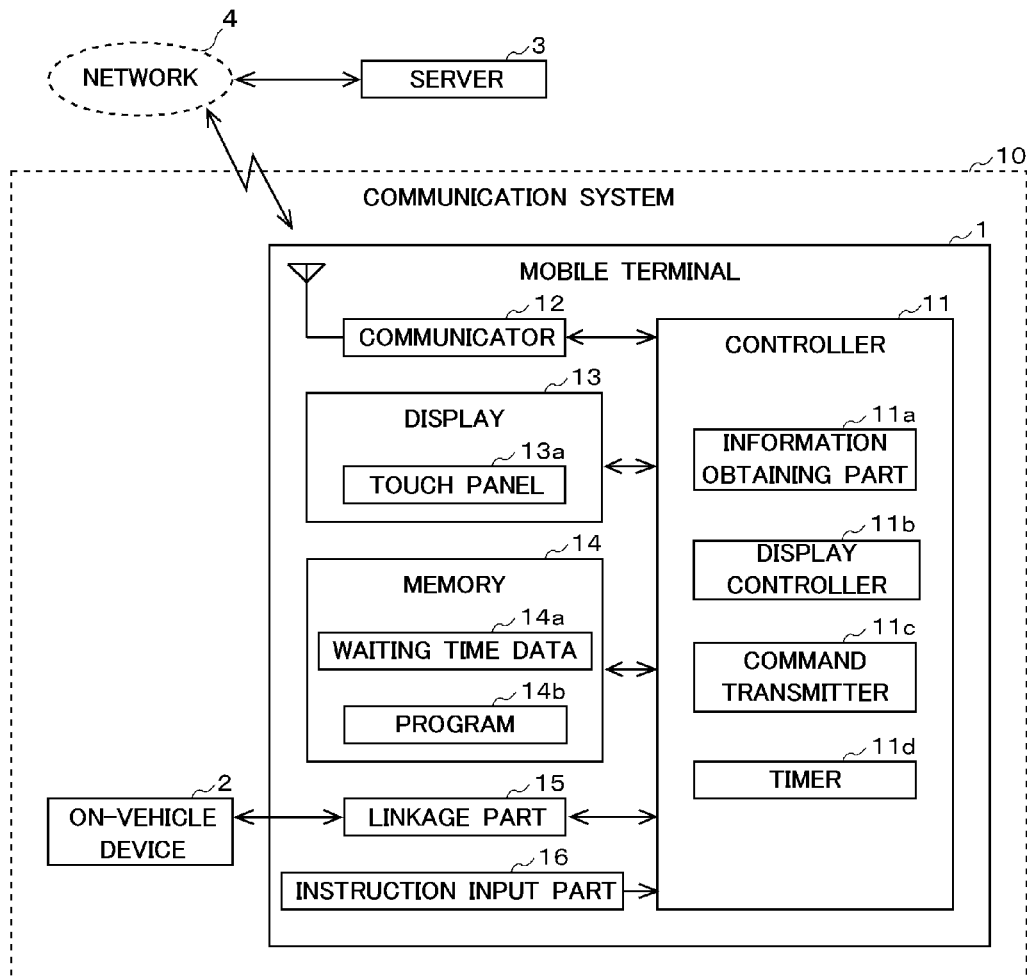 4
NETWORK
3
SERVER
10
COMMUNICATION SYSTEM
1
MOBILE TERMINAL
12
COMMUNICATOR
11
CONTROLLER
13
DISPLAY
13a
TOUCH PANEL
11a
INFORMATION
OBTAINING PART
11b
DISPLAY
CONTROLLER
14
MEMORY
14a
WAITING TIME DATA
14b
PROGRAM
11c
COMMAND
TRANSMITTER
11d
TIMER
2
ON-VEHICLE
DEVICE
15
LINKAGE PART
16
INSTRUCTION INPUT PART